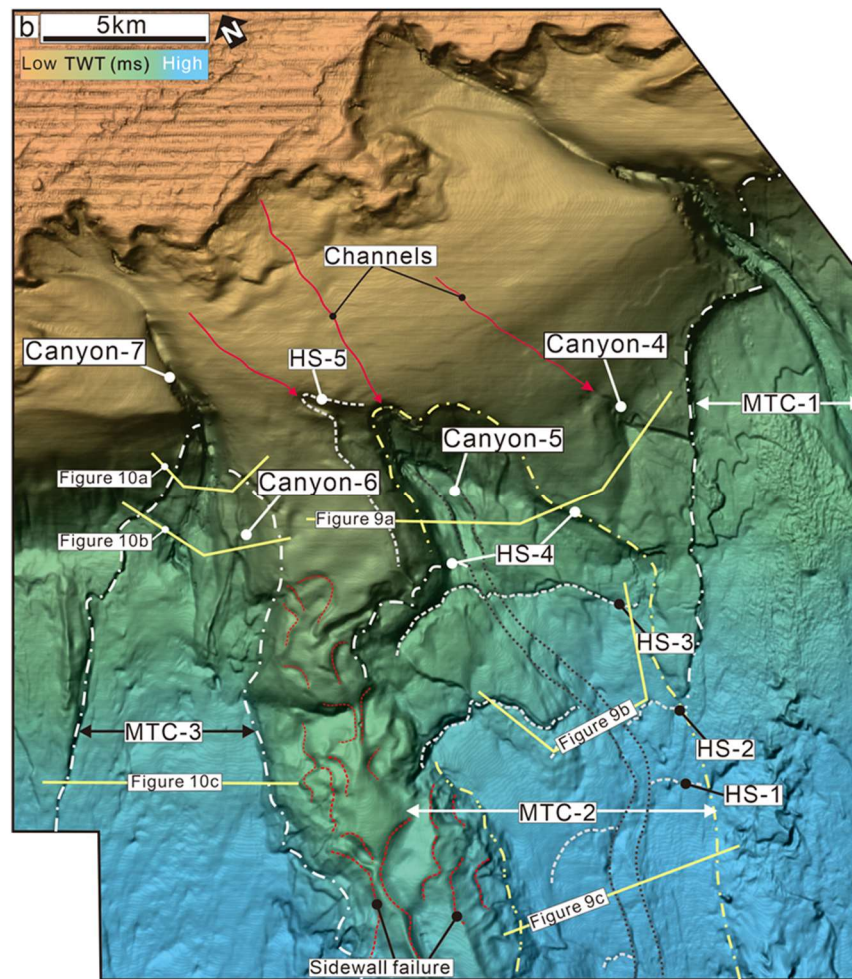 b
5km
N
Low TWT (ms) High
Channels
Canyon-7
HS-5
Canyon-4
MTC-1
Canyon-5
Figure 10a
Canyon-6
Figure 9a
Figure 10b
HS-4
HS-3
MTC-3
Figure 9b
HS-2
Figure 10c
HS-1
MTC-2
Figure 9c
Sidewall failure